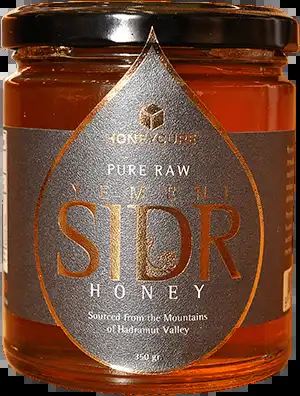 HONEYCUBE
PURE RAW
YEMENI
SIDR
HONEY
Sourced from the Mountains
of Hadramut Valley
350 gr